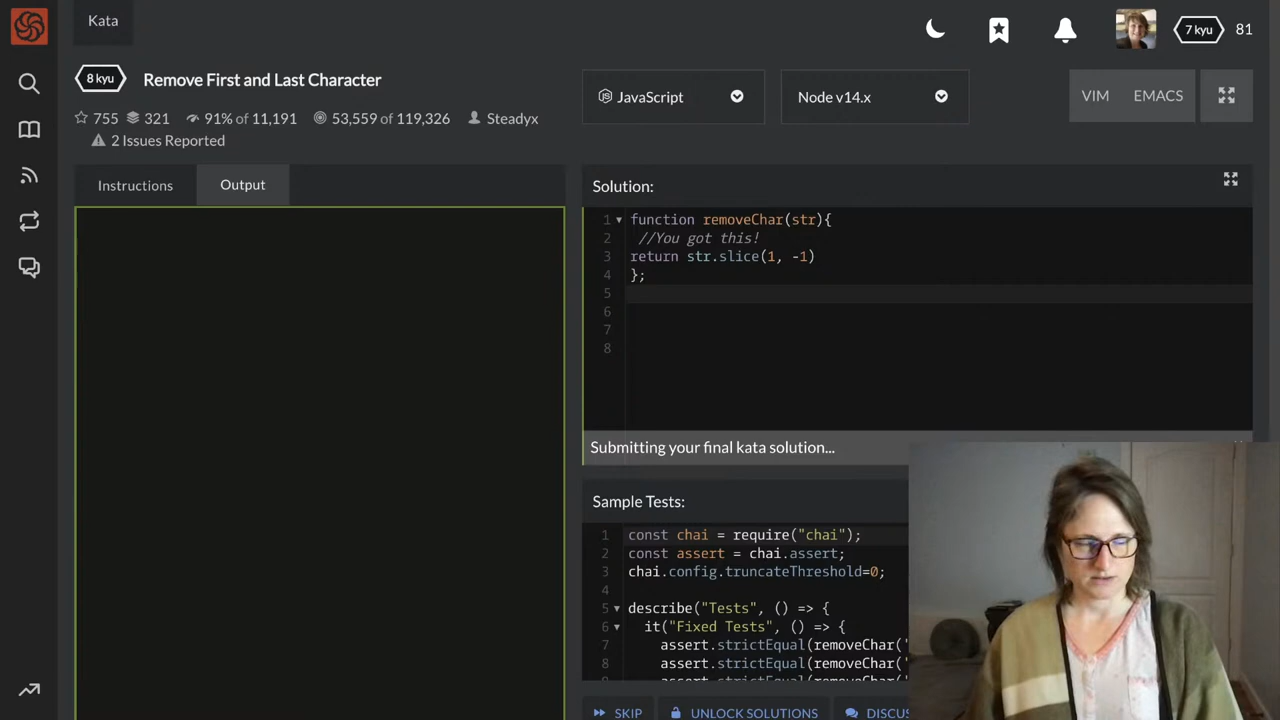 Kata
7 kyu
81
8 kyu
Remove First and Last Character
755
321
91% of 11,191
53,559 of 119,326
Steadyx
2 Issues Reported
JavaScript
Node v14.x
VIM
EMACS
Instructions
Output
Solution:
1 function removeChar(str){
2 //You got this!
3 return str.slice(1, -1)
4 };
5
6
7
8
Submitting your final kata solution...
Sample Tests:
1 const chai = require("chai");
2 const assert = chai.assert;
3 chai.config.truncateThreshold=0;
4
5 describe("Tests", () => {
6 it("Fixed Tests", () => {
7 assert.strictEqual(removeChar('
8 assert.strictEqual(removeChar('
SKIP
UNLOCK SOLUTIONS
DISCUS